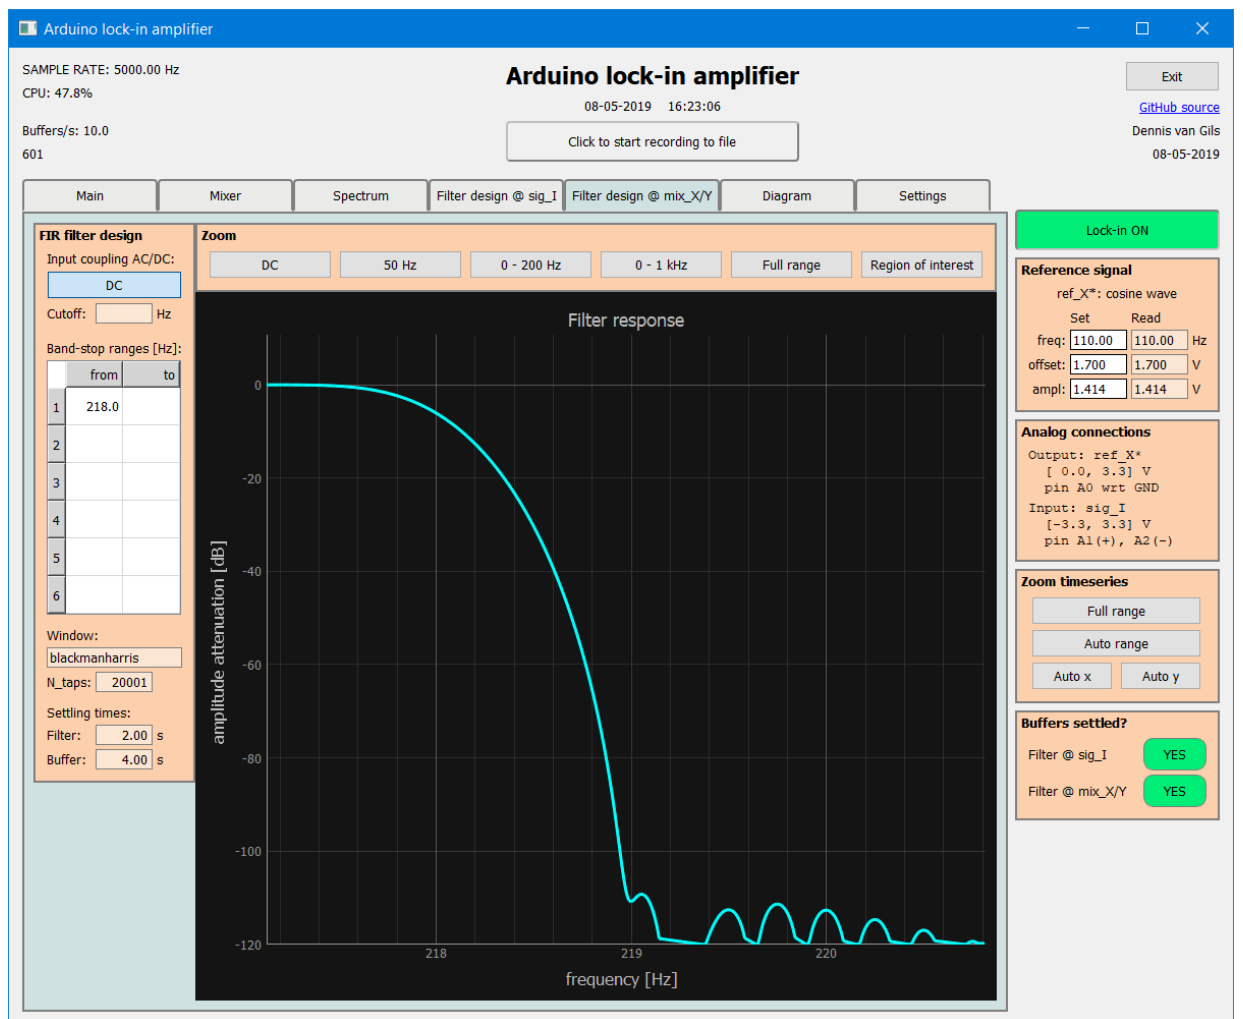 Arduino lock-in amplifier
SAMPLE RATE: 5000.00 Hz
CPU: 47.8%
Buffers/s: 10.0
601
Arduino lock-in amplifier
08-05-2019 16:23:06
Click to start recording to file
Exit
GitHub source
Dennis van Gils
08-05-2019
Main Mixer Spectrum Filter design @ sig_I Filter design @ mix_X/Y Diagram Settings
FIR filter design
Input coupling AC/DC:
DC
Cutoff: Hz
Band-stop ranges [Hz]:
from to
1 218.0
2
3
4
5
6
Window:
blackmanharris
N_taps: 20001
Settling times:
Filter: 2.00 s
Buffer: 4.00 s
Zoom
DC 50 Hz 0 - 200 Hz 0 - 1 kHz Full range Region of interest
Filter response
amplitude attenuation [dB]
0
-20
-40
-60
-80
-100
-120
218 219 220
frequency [Hz]
Lock-in ON
Reference signal
ref_X*: cosine wave
Set Read
freq: 110.00 110.00 Hz
offset: 1.700 1.700 V
ampl: 1.414 1.414 V
Analog connections
Output: ref_X*
[ 0.0, 3.3] V
pin A0 wrt GND
Input: sig_I
[-3.3, 3.3] V
pin A1(+), A2(-)
Zoom timeseries
Full range
Auto range
Auto x Auto y
Buffers settled?
Filter @ sig_I YES
Filter @ mix_X/Y YES